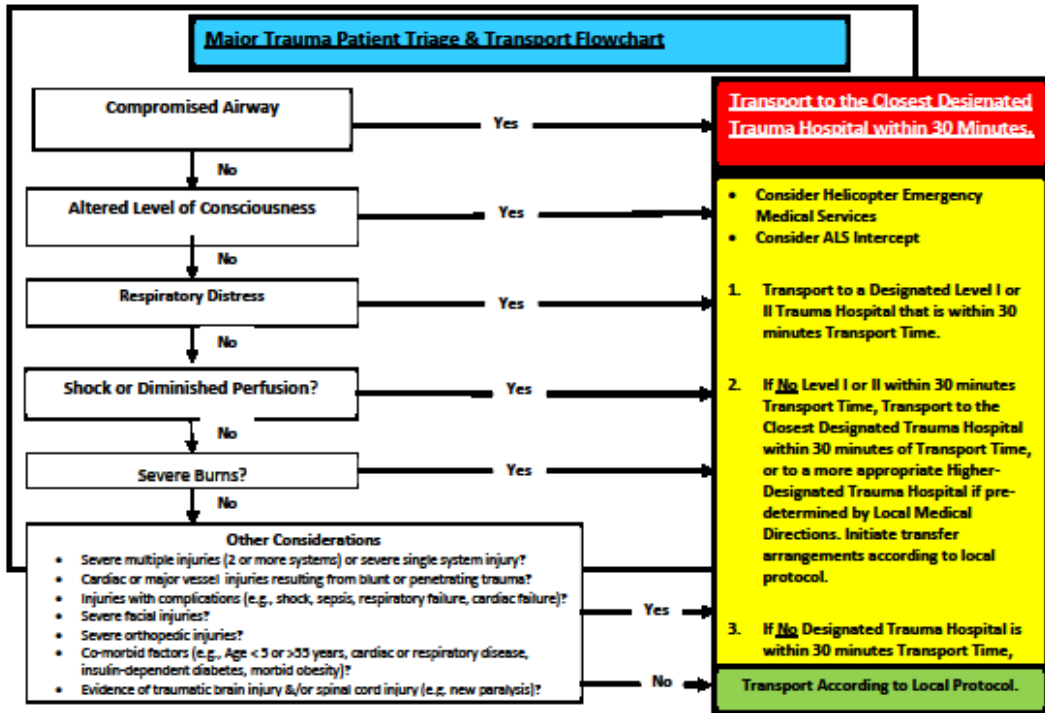 Major Trauma Patient Triage & Transport Flowchart
Compromised Airway
Yes
No
Altered Level of Consciousness
Yes
No
Respiratory Distress
Yes
No
Shock or Diminished Perfusion?
Yes
No
Severe Burns?
Yes
No
Other Considerations
• Severe multiple injuries (2 or more systems) or severe single system injury?
• Cardiac or major vessel injuries resulting from blunt or penetrating trauma?
• Injuries with complications (e.g., shock, sepsis, respiratory failure, cardiac failure)?
• Severe facial injuries?
• Severe orthopedic injuries?
• Co-morbid factors (e.g., Age < 5 or >55 years, cardiac or respiratory disease,
insulin-dependent diabetes, morbid obesity)?
• Evidence of traumatic brain injury &/or spinal cord injury (e.g. new paralysis)?
Yes
No
Transport to the Closest Designated
Trauma Hospital within 30 Minutes.
• Consider Helicopter Emergency
Medical Services
• Consider ALS Intercept
1. Transport to a Designated Level I or
II Trauma Hospital that is within 30
minutes Transport Time.
2. If No Level I or II within 30 minutes
Transport Time, Transport to the
Closest Designated Trauma Hospital
within 30 minutes of Transport Time,
or to a more appropriate Higher-
Designated Trauma Hospital if pre-
determined by Local Medical
Directions. Initiate transfer
arrangements according to local
protocol.
3. If No Designated Trauma Hospital is
within 30 minutes Transport Time,
Transport According to Local Protocol.